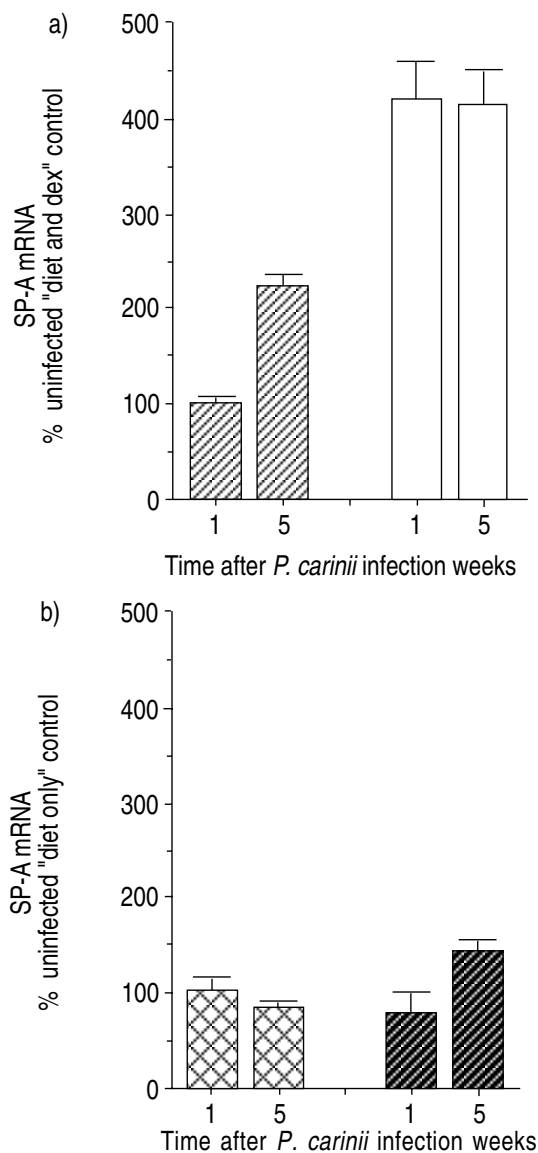 a)
SP-A mRNA
% uninfected "diet and dex" control
500
400
300
200
100
0
1 5 1 5
Time after P. carinii infection weeks
b)
SP-A mRNA
% uninfected "diet only" control
500
400
300
200
100
0
1 5 1 5
Time after P. carinii infection weeks